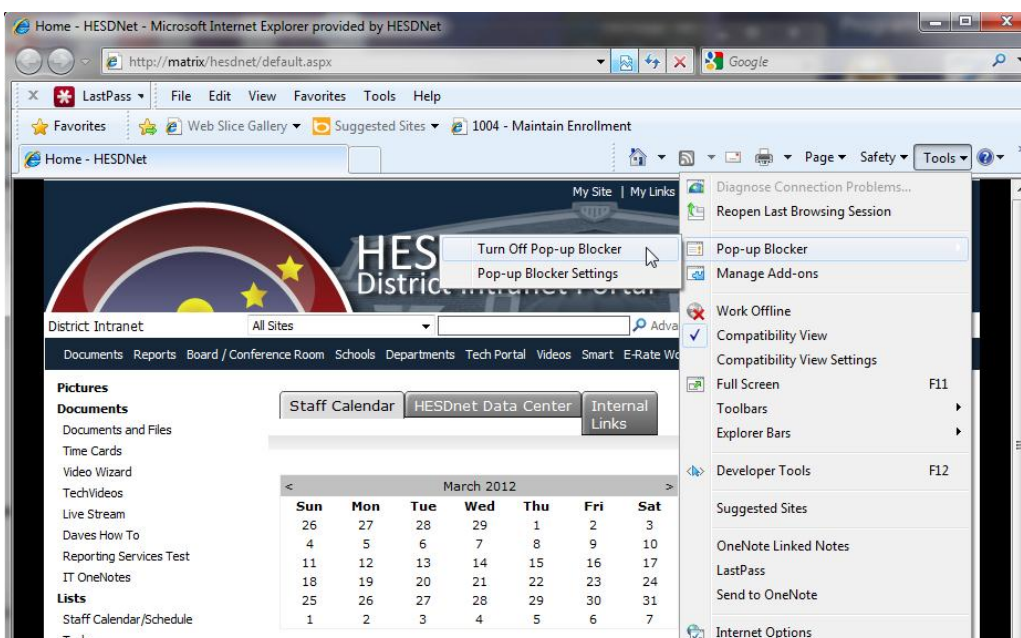 Home - HESDNet - Microsoft Internet Explorer provided by HESDNet
http://matrix/hesdnet/default.aspx
Google
x LastPass File Edit View Favorites Tools Help
Favorites Web Slice Gallery Suggested Sites 1004 - Maintain Enrollment
Home - HESDNet Page Safety Tools
My Site | My Links
HES
District Intranet Portal
Turn Off Pop-up Blocker
Pop-up Blocker Settings
District Intranet All Sites Adva
Documents Reports Board / Conference Room Schools Departments Tech Portal Videos Smart E-Rate Wo
Pictures
Documents
Documents and Files
Time Cards
Video Wizard
TechVideos
Live Stream
Daves How To
Reporting Services Test
IT OneNotes
Lists
Staff Calendar/Schedule
Staff Calendar HESDnet Data Center Internal Links
< March 2012 >
Sun Mon Tue Wed Thu Fri Sat
26 27 28 29 1 2 3
4 5 6 7 8 9 10
11 12 13 14 15 16 17
18 19 20 21 22 23 24
25 26 27 28 29 30 31
1 2 3 4 5 6 7
Diagnose Connection Problems...
Reopen Last Browsing Session
Pop-up Blocker
Manage Add-ons
Work Offline
Compatibility View
Compatibility View Settings
Full Screen F11
Toolbars
Explorer Bars
Developer Tools F12
Suggested Sites
OneNote Linked Notes
LastPass
Send to OneNote
Internet Options